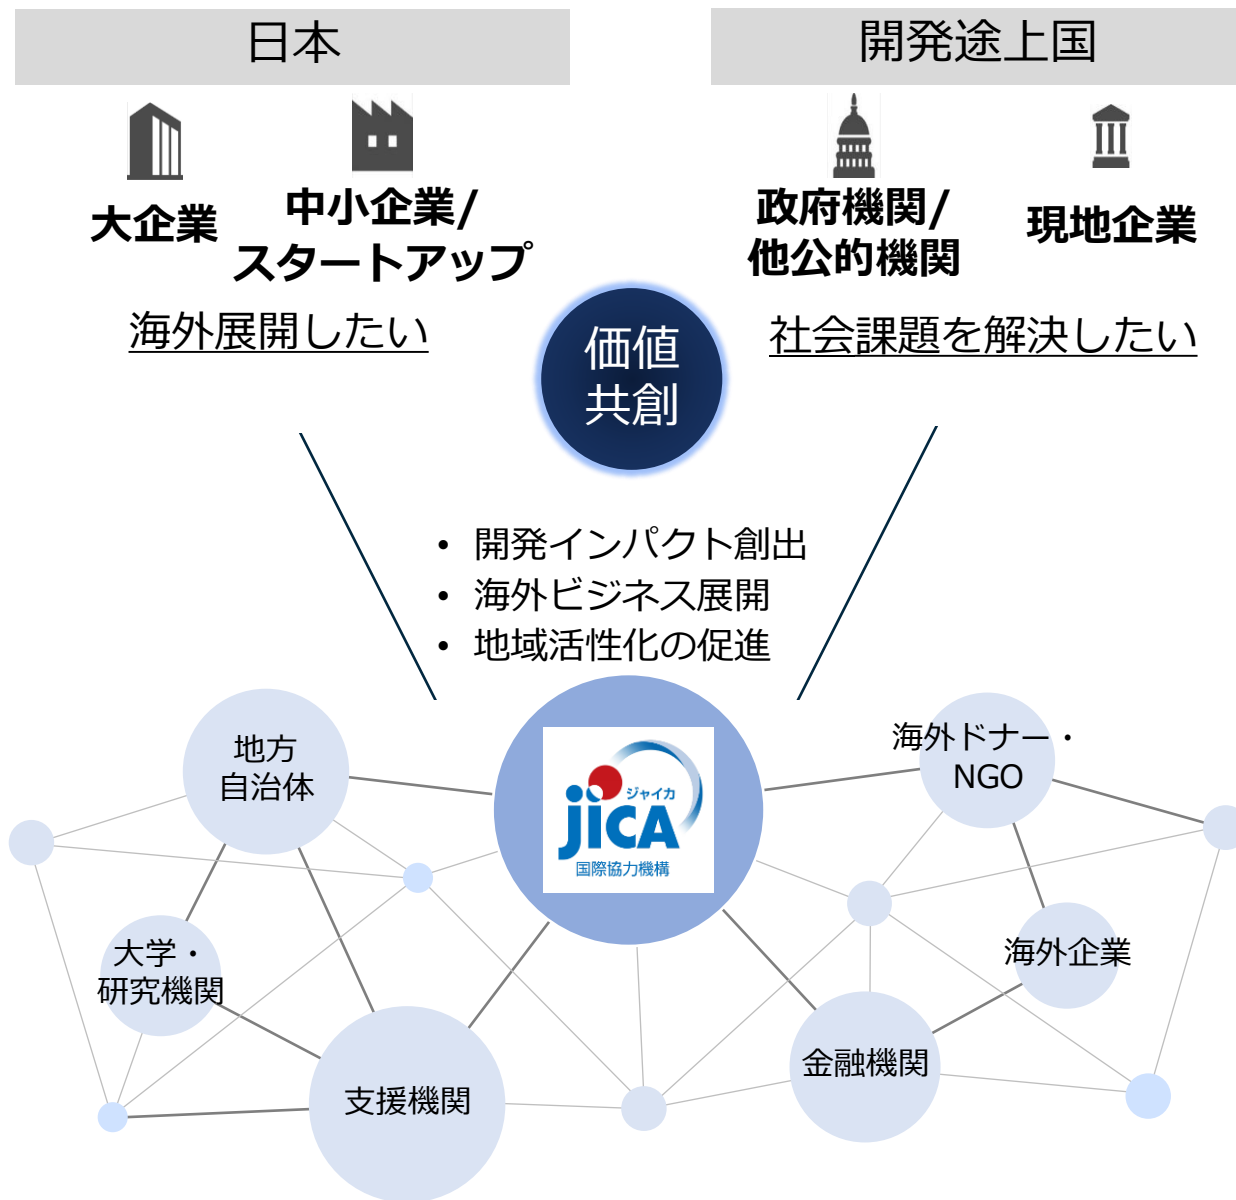 日本
開発途上国
大企業
中小企業/
スタートアップ
政府機関/
他公的機関
現地企業
海外展開したい
社会課題を解決したい
価値
共創
• 開発インパクト創出
• 海外ビジネス展開
• 地域活性化の促進
地方
自治体
海外ドナー・
NGO
ジャイカ
jICA
国際協力機構
大学・
研究機関
海外企業
支援機関
金融機関